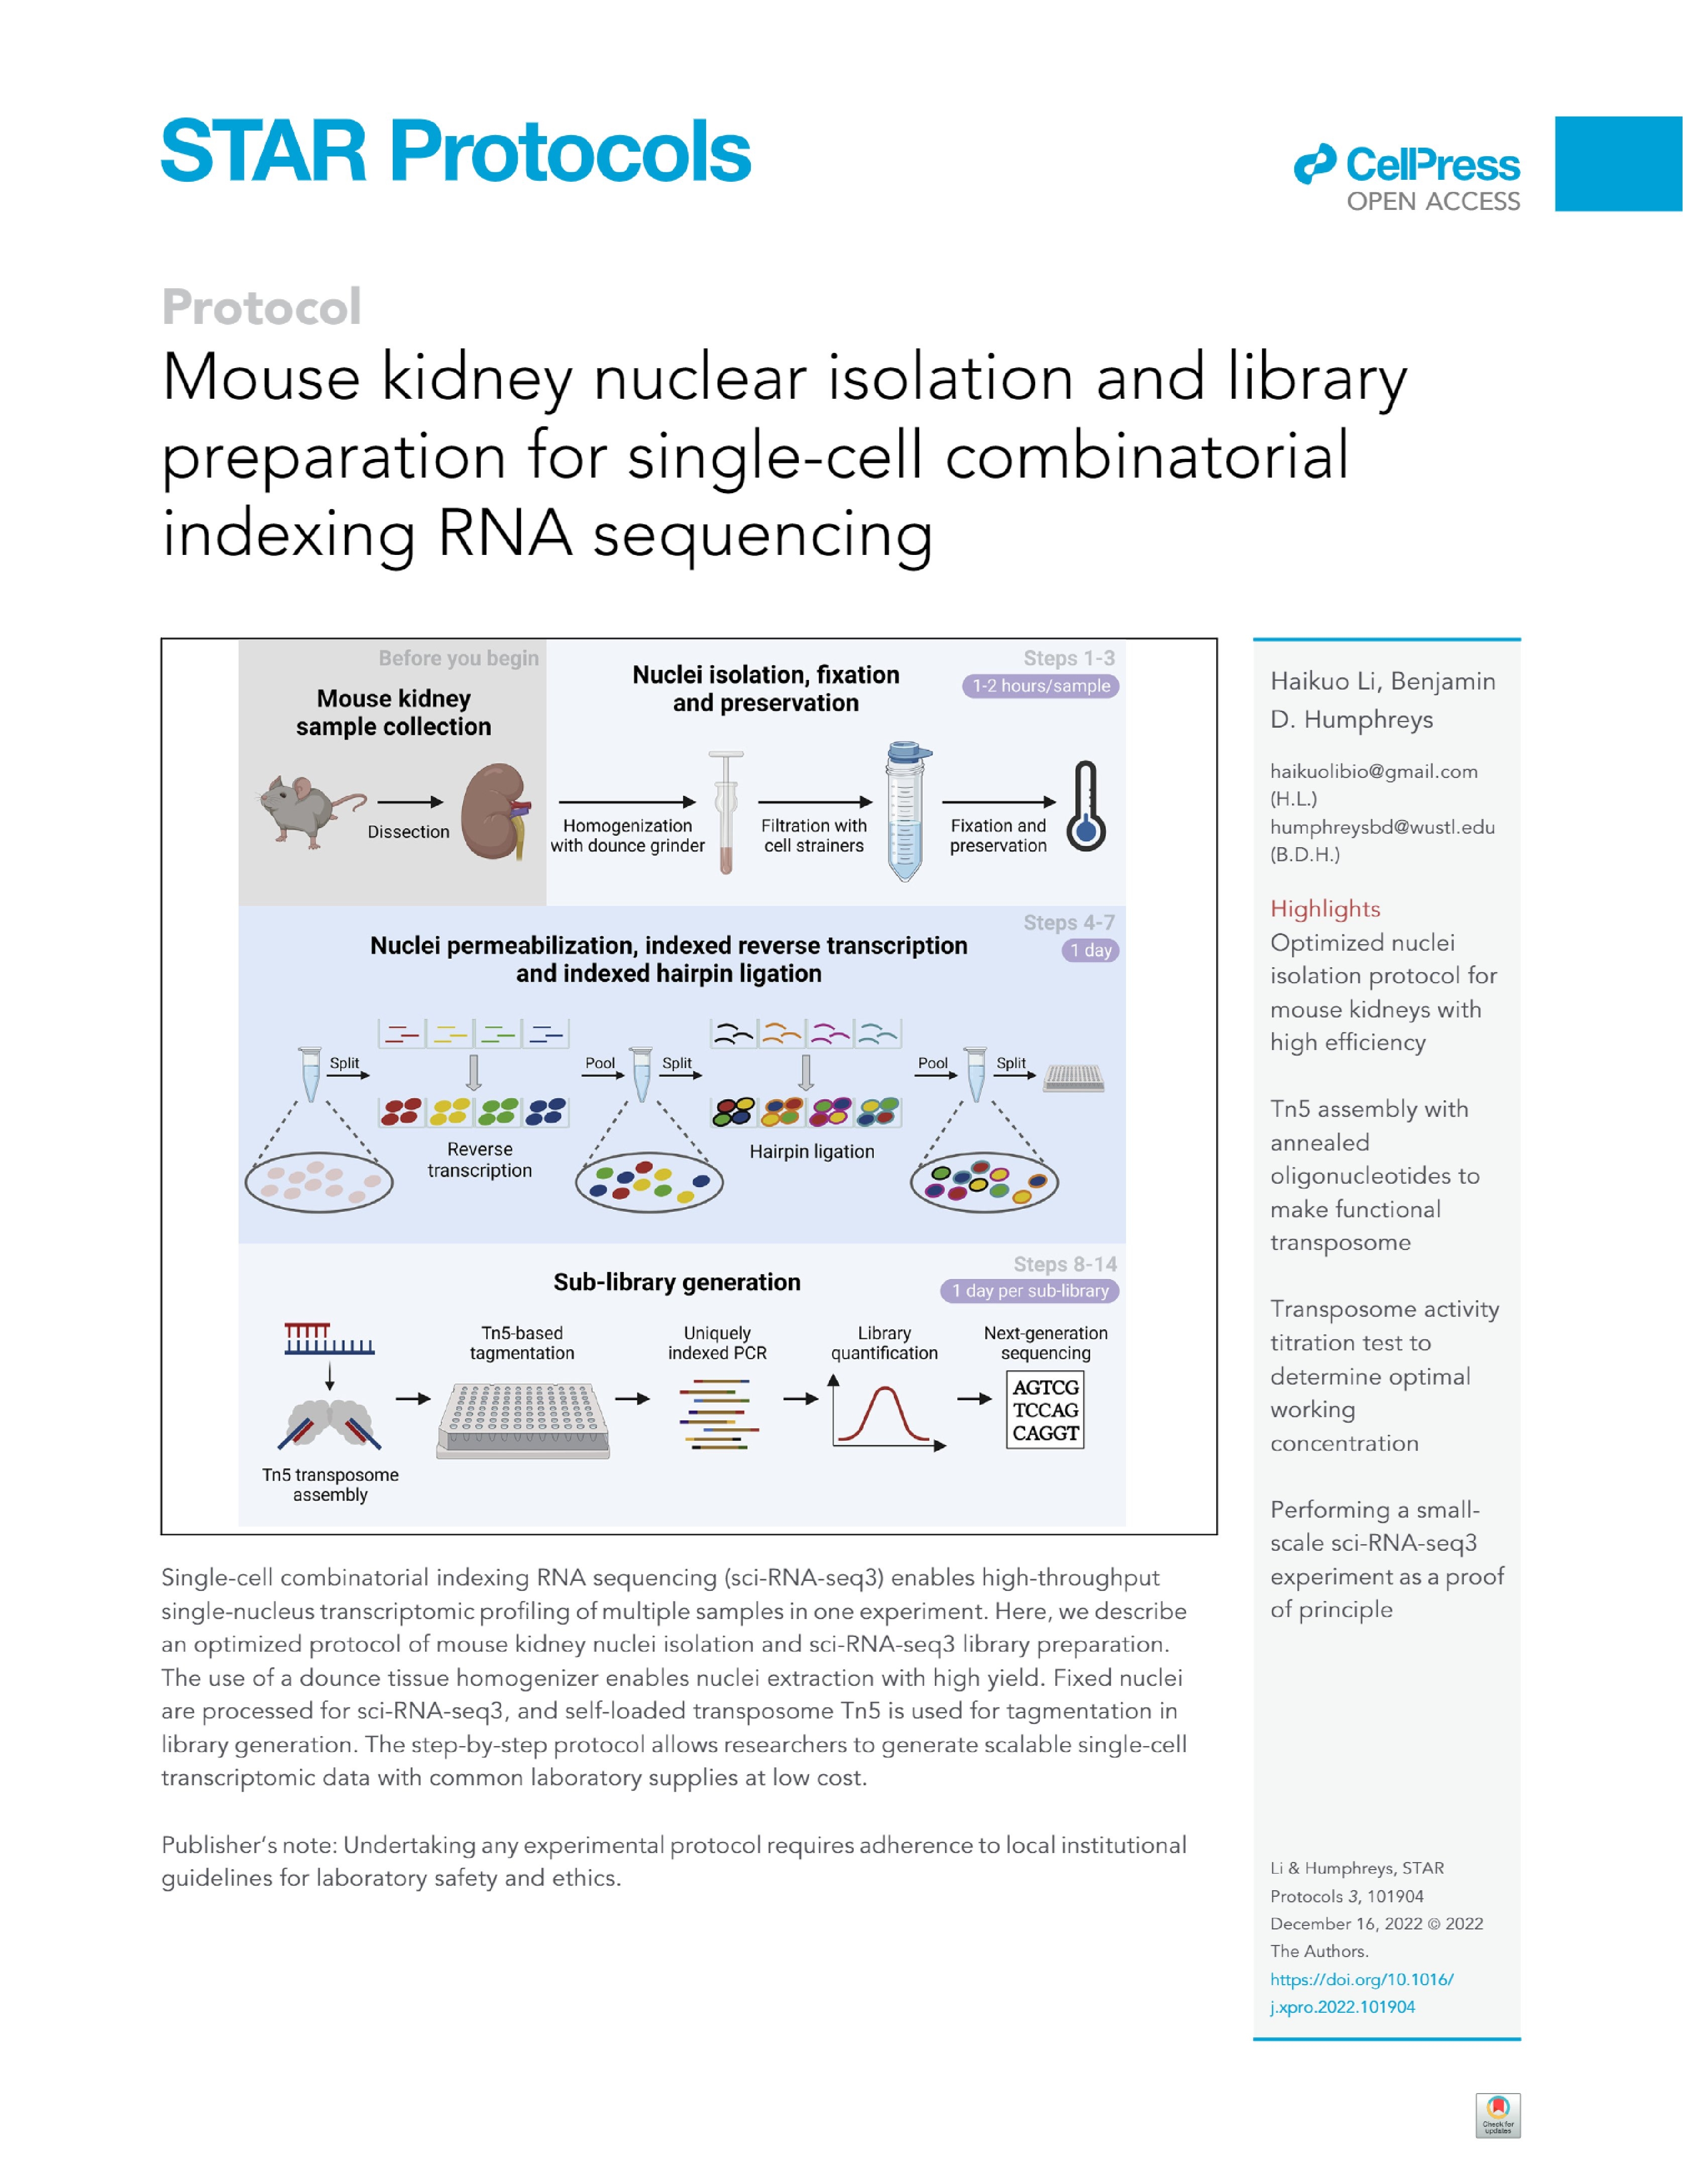 STAR Protocols
CellPress
OPEN ACCESS
Protocol
Mouse kidney nuclear isolation and library
preparation for single-cell combinatorial
indexing RNA sequencing
Before you begin
Mouse kidney
sample collection
Dissection
Nuclei isolation, fixation
and preservation
Steps 1-3
1-2 hours/sample
Homogenization
with dounce grinder
Filtration with
cell strainers
Fixation and
preservation
Steps 4-7
1 day
Nuclei permeabilization, indexed reverse transcription
and indexed hairpin ligation
Split
Reverse
transcription
Pool
Split
Hairpin ligation
Pool
Split
Steps 8-14
1 day per sub-library
Sub-library generation
Tn5 transposome
assembly
Tn5-based
tagmentation
Uniquely
indexed PCR
Library
quantification
Next-generation
sequencing
AGTCG
TCCAG
CAGGT
Single-cell combinatorial indexing RNA sequencing (sci-RNA-seq3) enables high-throughput
single-nucleus transcriptomic profiling of multiple samples in one experiment. Here, we describe
an optimized protocol of mouse kidney nuclei isolation and sci-RNA-seq3 library preparation.
The use of a dounce tissue homogenizer enables nuclei extraction with high yield. Fixed nuclei
are processed for sci-RNA-seq3, and self-loaded transposome Tn5 is used for tagmentation in
library generation. The step-by-step protocol allows researchers to generate scalable single-cell
transcriptomic data with common laboratory supplies at low cost.
Publisher's note: Undertaking any experimental protocol requires adherence to local institutional
guidelines for laboratory safety and ethics.
Haikuo Li, Benjamin
D. Humphreys
haikuolibio@gmail.com
(H.L.)
humphreysbd@wustl.edu
(B.D.H.)
Highlights
Optimized nuclei
isolation protocol for
mouse kidneys with
high efficiency
Tn5 assembly with
annealed
oligonucleotides to
make functional
transposome
Transposome activity
titration test to
determine optimal
working
concentration
Performing a small-
scale sci-RNA-seq3
experiment as a proof
of principle
Li & Humphreys, STAR
Protocols 3, 101904
December 16, 2022 © 2022
The Authors.
https://doi.org/10.1016/
j.xpro.2022.101904
Check for
updates